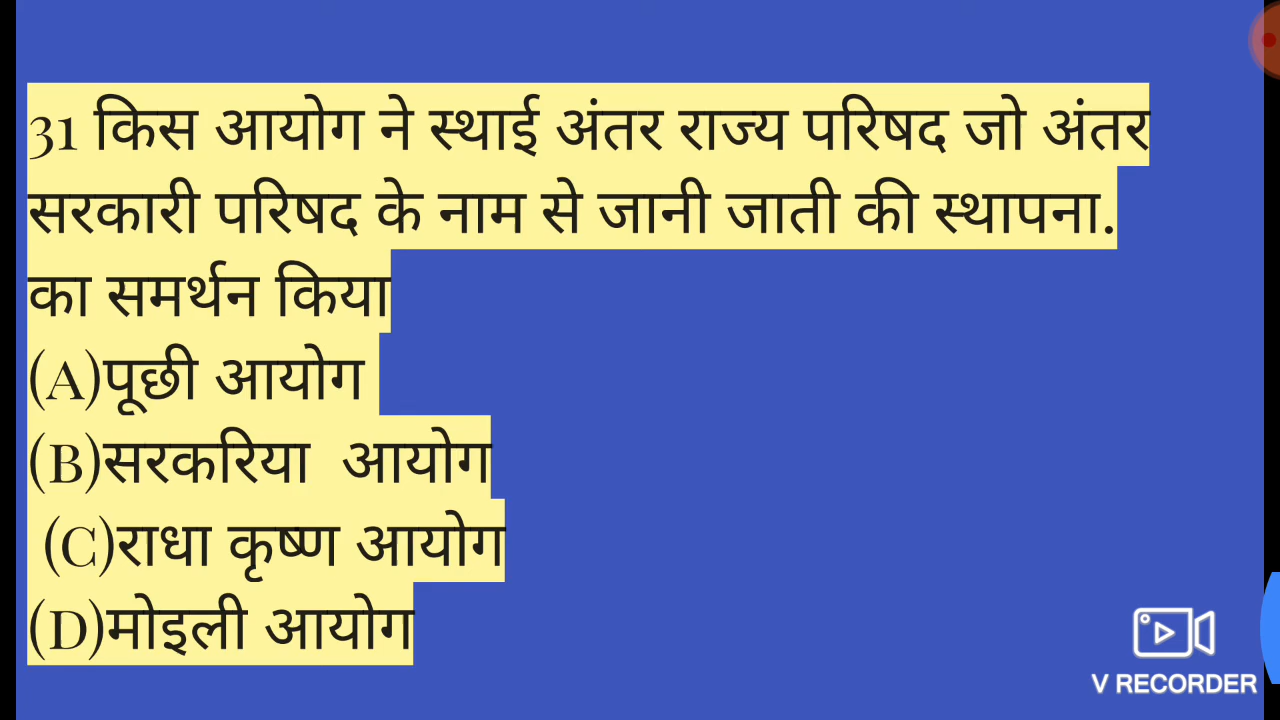 31 किस आयोग ने स्थाई अंतर राज्य परिषद जो अंतर
सरकारी परिषद के नाम से जानी जाती की स्थापना.
का समर्थन किया
(A)पूछी आयोग
(B)सरकरिया आयोग
(C)राधा कृष्ण आयोग
(D)मोइली आयोग
V RECORDER